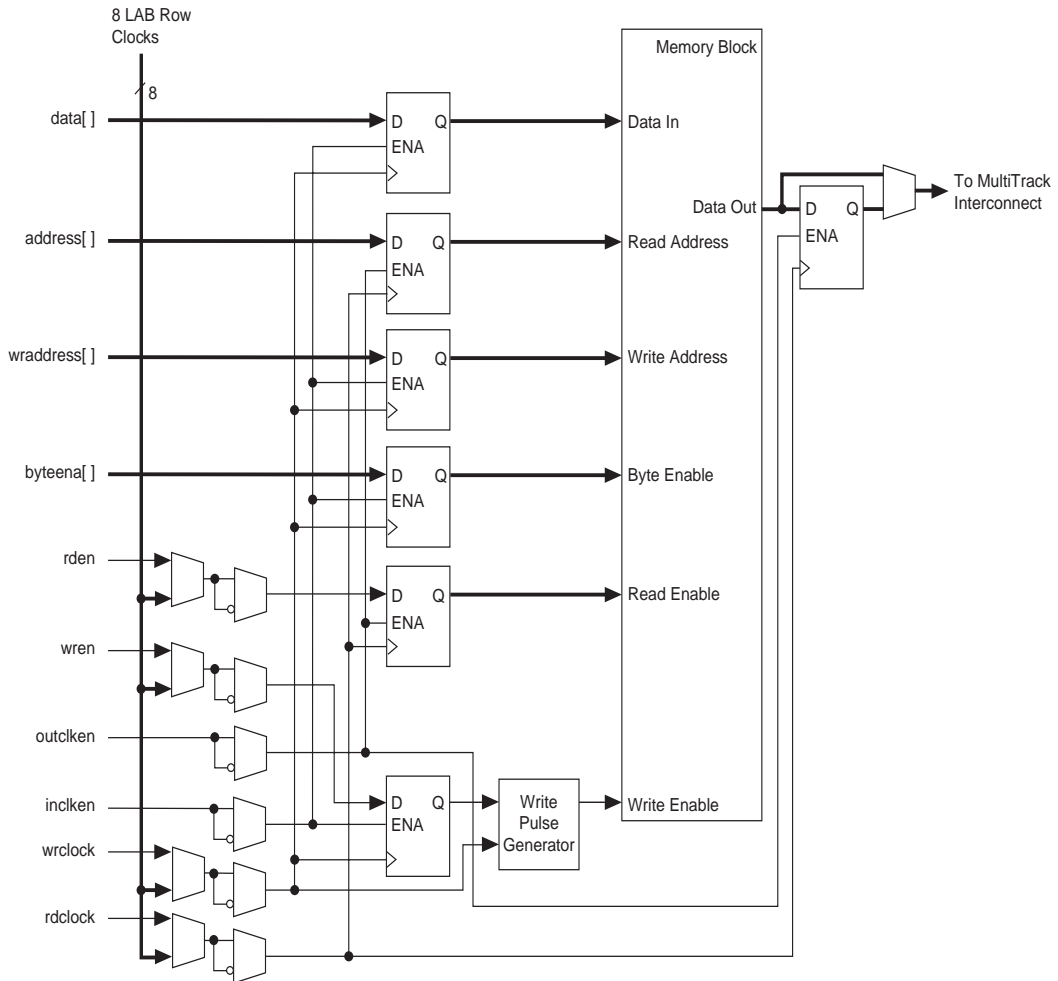 8 LAB Row
Clocks
8
Memory Block
data[ ]
D Q
ENA
Data In
To MultiTrack
Interconnect
Data Out
D Q
ENA
address[ ]
D Q
ENA
Read Address
wraddress[ ]
D Q
ENA
Write Address
byteena[ ]
D Q
ENA
Byte Enable
rden
D Q
ENA
Read Enable
wren
outclken
inclken
D Q
ENA
Write
Pulse
Generator
Write Enable
wrclock
rdclock